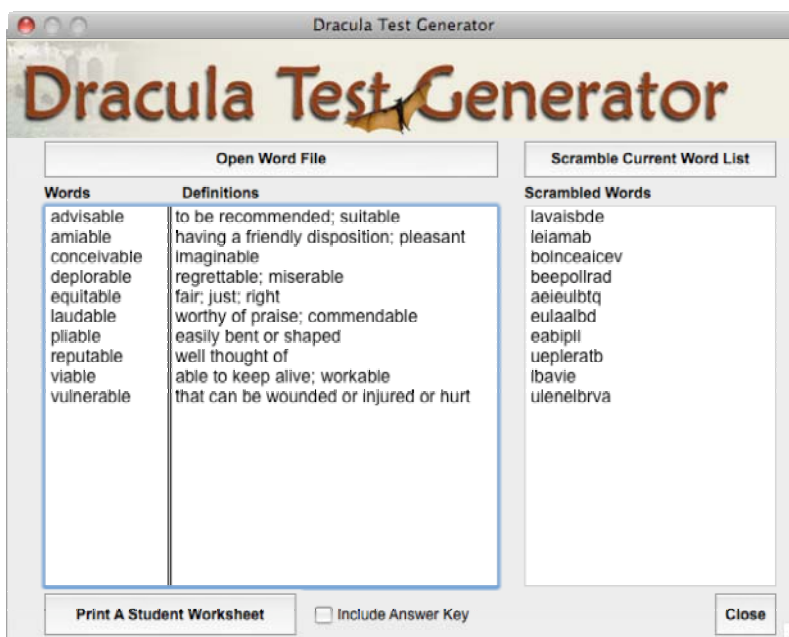 Dracula Test Generator
Dracula Test Generator
Open Word File
Scramble Current Word List
Words Definitions Scrambled Words
advisable to be recommended; suitable lavaisbde
amiable having a friendly disposition; pleasant leiamab
conceivable imaginable bolnceaicev
deplorable regrettable; miserable beepollrad
equitable fair; just; right aeieulbtq
laudable worthy of praise; commendable eulaalbd
pliable easily bent or shaped eabipll
reputable well thought of uepleratb
viable able to keep alive; workable lbavie
vulnerable that can be wounded or injured or hurt ulenelbrva
Print A Student Worksheet Include Answer Key Close